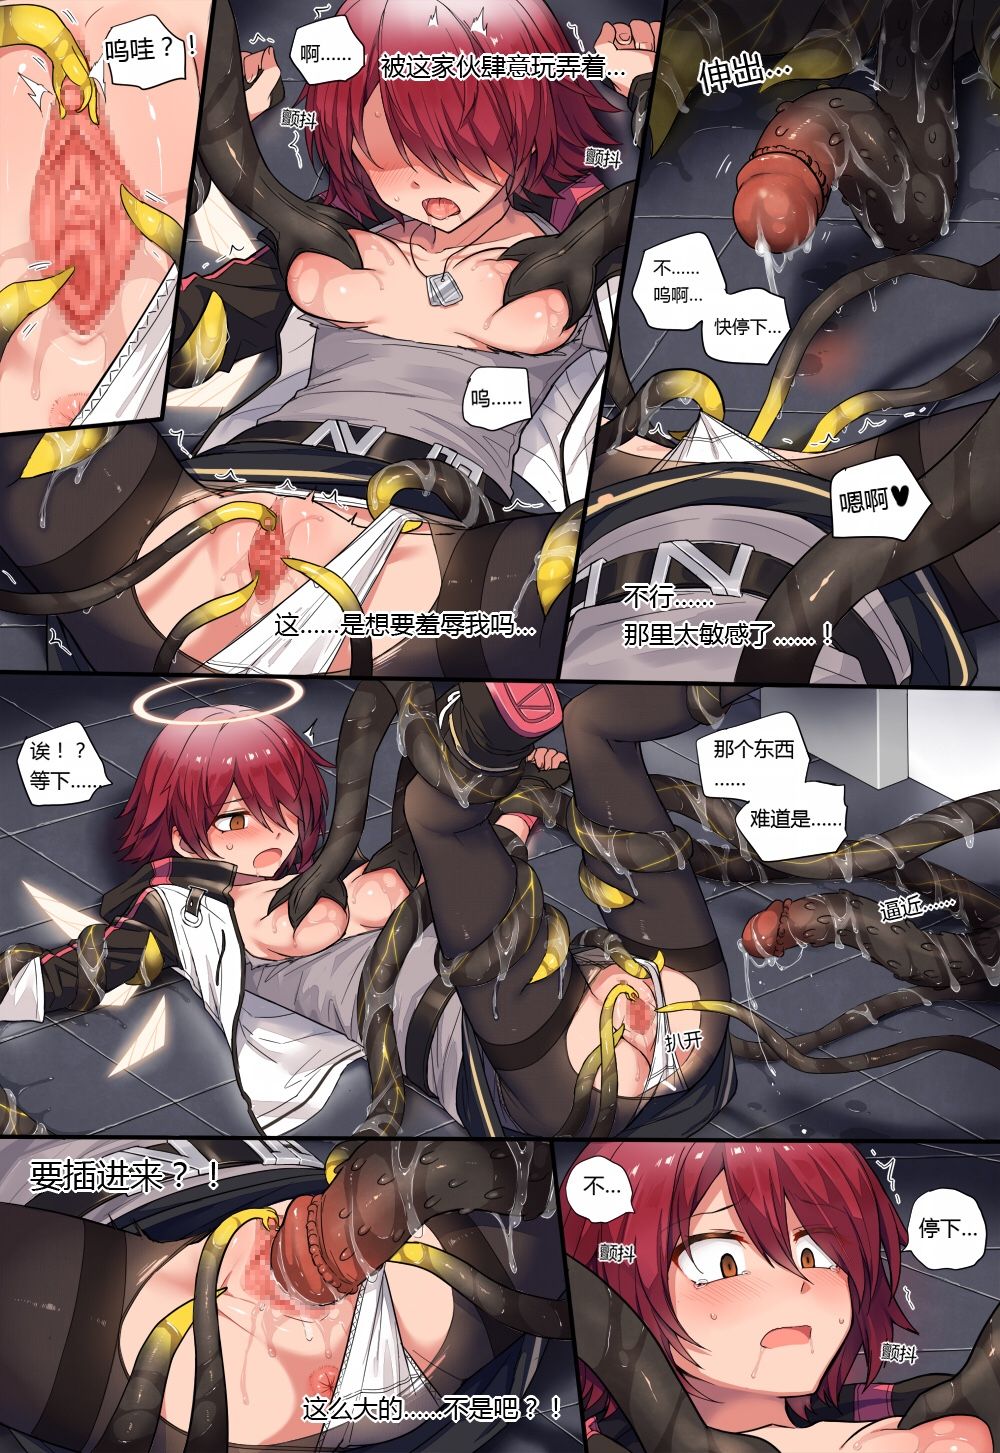 呜哇？！
啊……
被这家伙肆意玩弄着…
颤抖
颤抖
呜……
这……是想要羞辱我吗…
伸出…
不……
呜啊…
快停下…
嗯啊♥
不行……
那里太敏感了……！
诶！？
等下……
那个东西
……
难道是……
逼近……
扒开
要插进来？！
这么大的……不是吧？！
不…
停下…
颤抖
颤抖